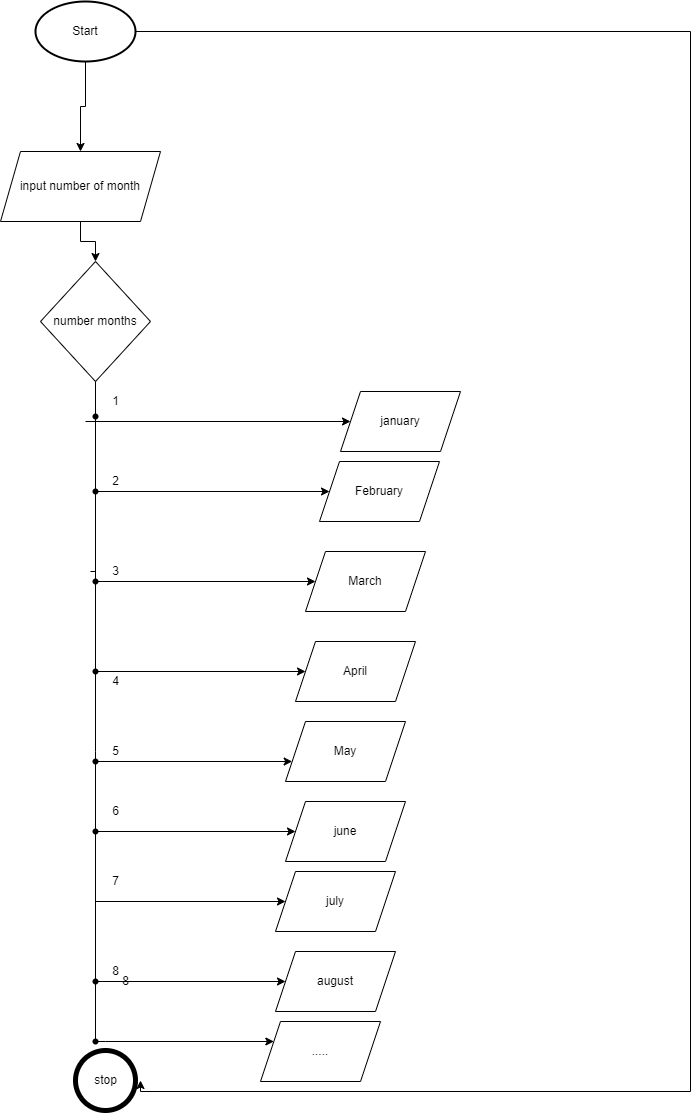 Start
input number of month
number months
1
january
2
February
3
March
4
April
5
May
6
june
7
july
8
8
august
.....
stop